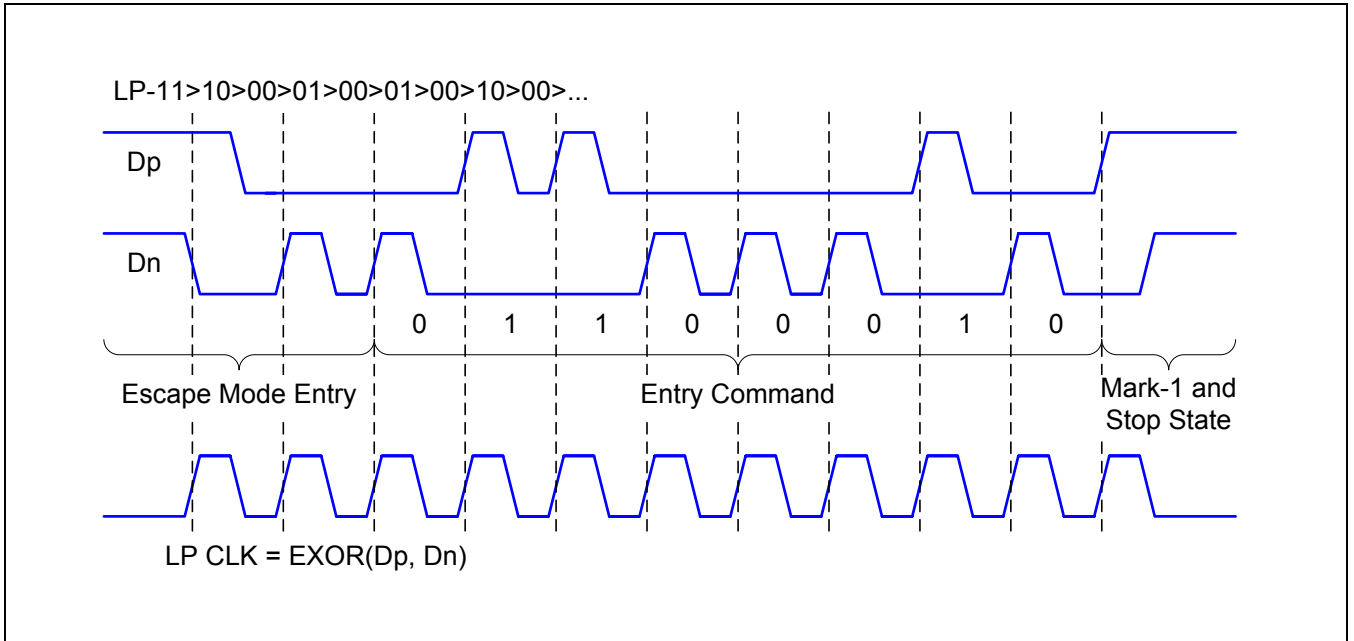 LP-11>10>00>01>00>01>00>10>00>...
Dp
Dn
0 1 1 0 0 0 1 0
Escape Mode Entry
Entry Command
Mark-1 and
Stop State
LP CLK = EXOR(Dp, Dn)